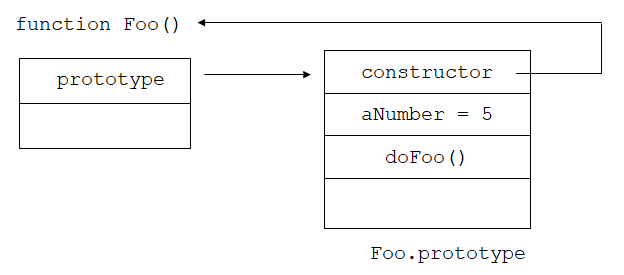 function Foo()
prototype
constructor
aNumber = 5
doFoo()
Foo.prototype